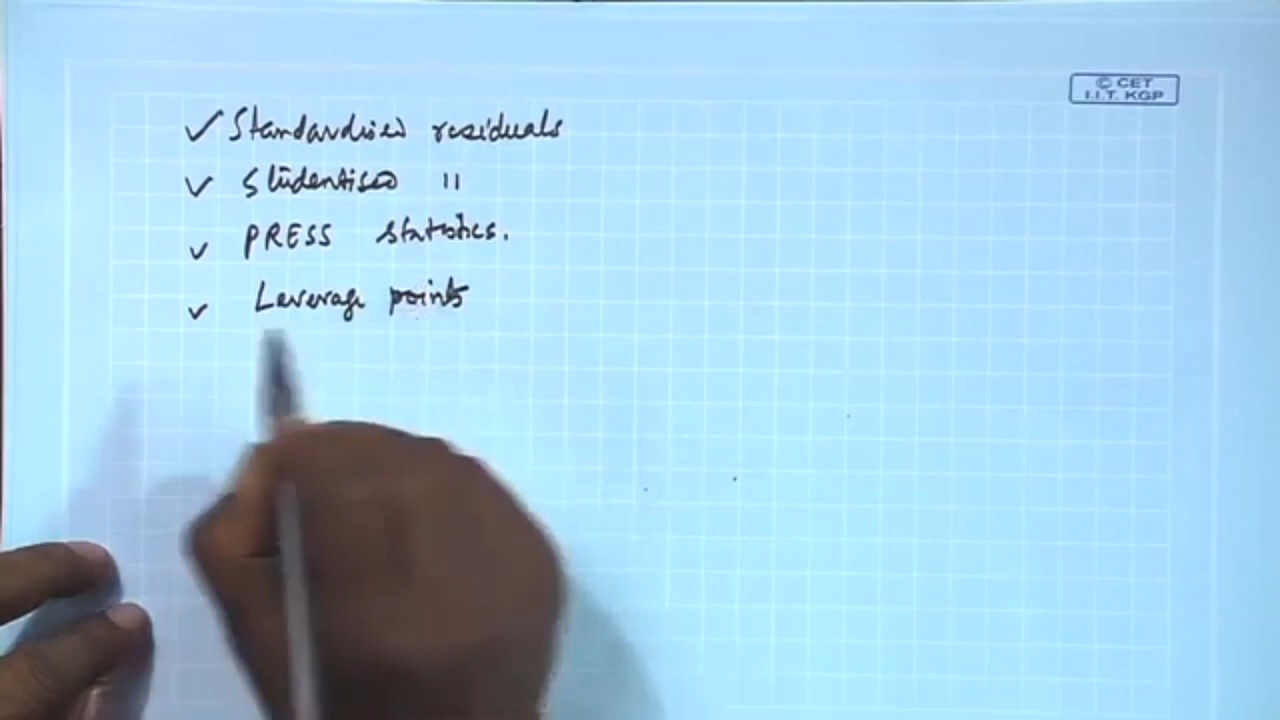 © CET
I.I.T. KGP
✓ Standardised residuals
✓ Studentised "
✓ PRESS statistics.
✓ Leverage points